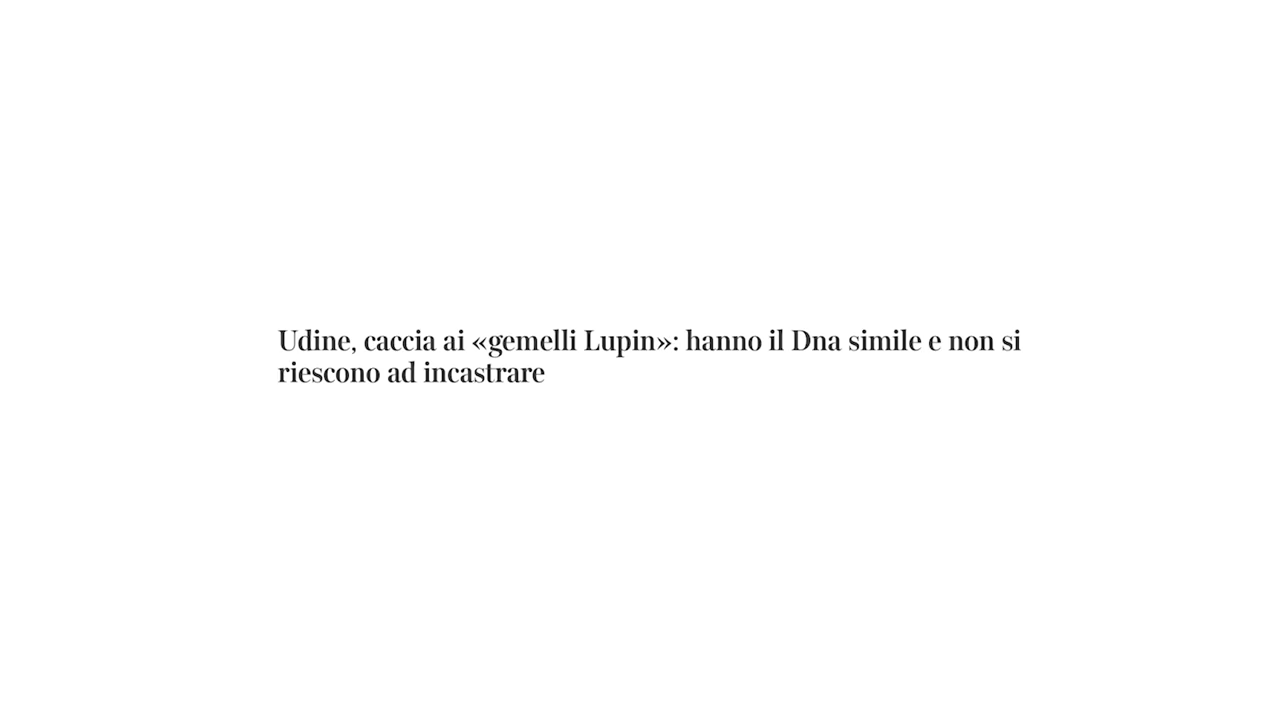 Udine, caccia ai «gemelli Lupin»: hanno il Dna simile e non si
riescono ad incastrare